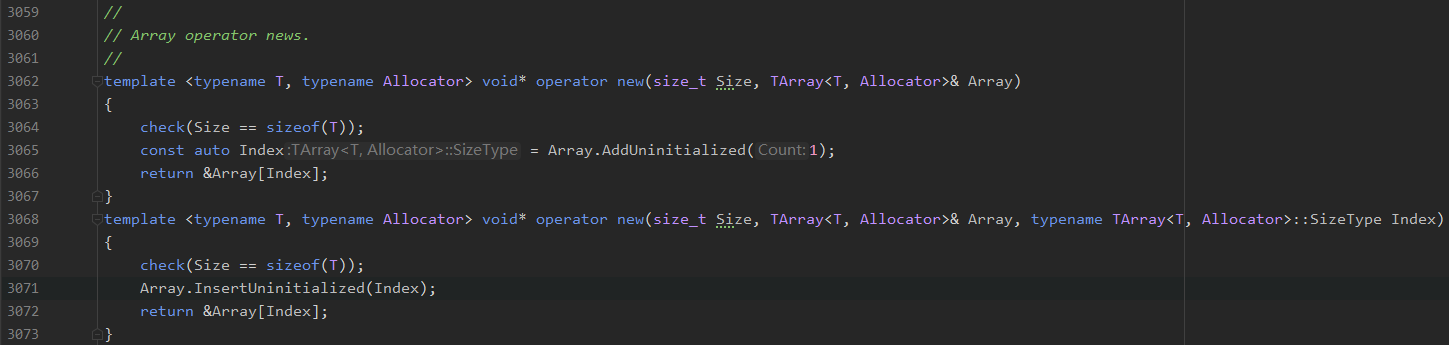 3059 //
3060 // Array operator news.
3061 //
3062 template <typename T, typename Allocator> void* operator new(size_t Size, TArray<T, Allocator>& Array)
3063 {
3064     check(Size == sizeof(T));
3065     const auto Index:TArray<T,Allocator>::SizeType = Array.AddUninitialized(Count:1);
3066     return &Array[Index];
3067 }
3068 template <typename T, typename Allocator> void* operator new(size_t Size, TArray<T, Allocator>& Array, typename TArray<T, Allocator>::SizeType Index)
3069 {
3070     check(Size == sizeof(T));
3071     Array.InsertUninitialized(Index);
3072     return &Array[Index];
3073 }